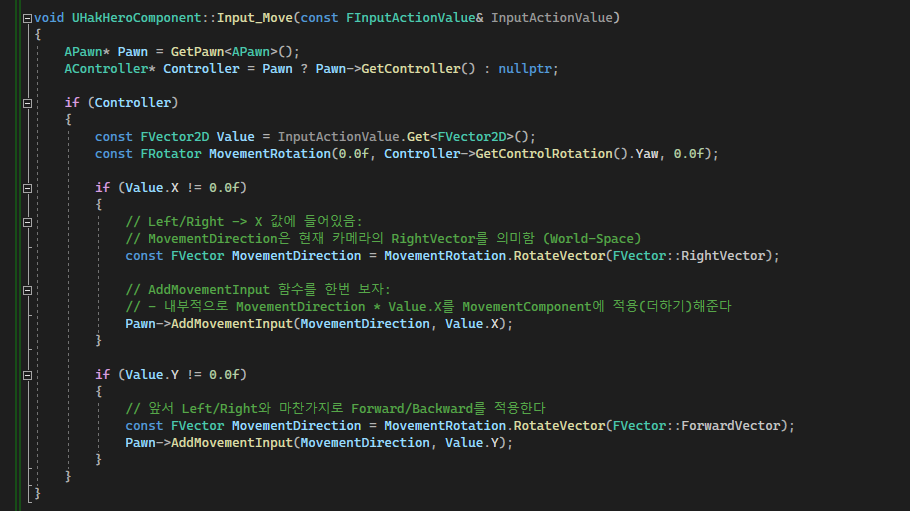 void UHakHeroComponent::Input_Move(const FInputActionValue& InputActionValue)
{
APawn* Pawn = GetPawn<APawn>();
AController* Controller = Pawn ? Pawn->GetController() : nullptr;
if (Controller)
{
const FVector2D Value = InputActionValue.Get<FVector2D>();
const FRotator MovementRotation(0.0f, Controller->GetControlRotation().Yaw, 0.0f);
if (Value.X != 0.0f)
{
// Left/Right -> X 값에 들어있음:
// MovementDirection은 현재 카메라의 RightVector를 의미함 (World-Space)
const FVector MovementDirection = MovementRotation.RotateVector(FVector::RightVector);
// AddMovementInput 함수를 한번 보자:
// - 내부적으로 MovementDirection * Value.X를 MovementComponent에 적용(더하기)해준다
Pawn->AddMovementInput(MovementDirection, Value.X);
}
if (Value.Y != 0.0f)
{
// 앞서 Left/Right와 마찬가지로 Forward/Backward를 적용한다
const FVector MovementDirection = MovementRotation.RotateVector(FVector::ForwardVector);
Pawn->AddMovementInput(MovementDirection, Value.Y);
}
}
}